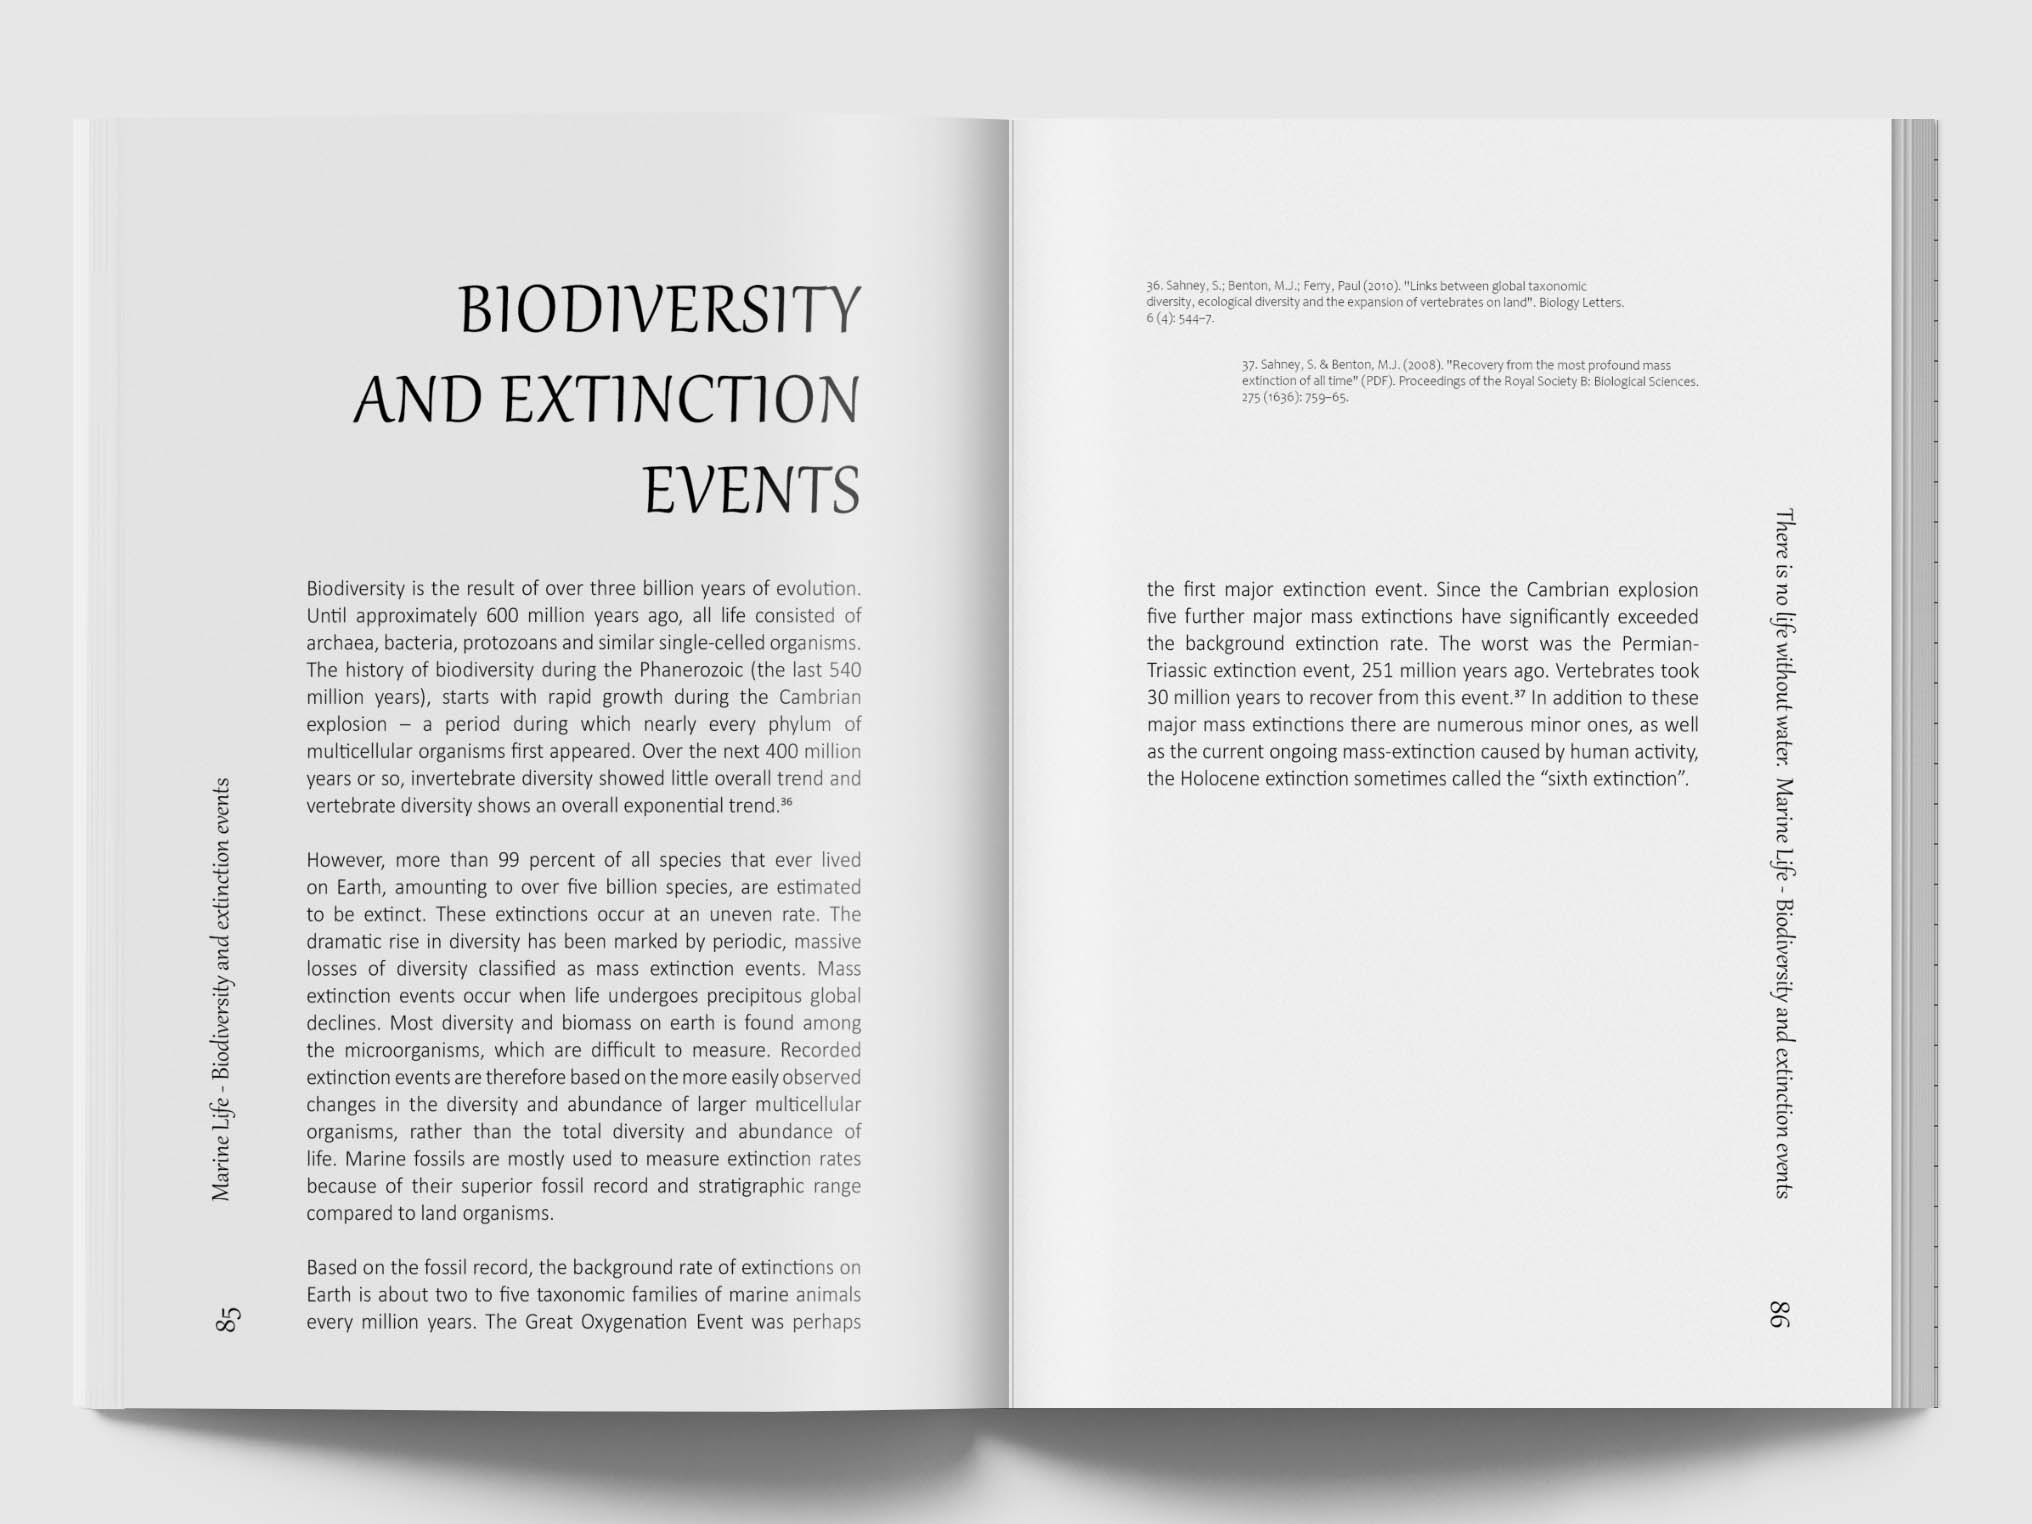 BIODIVERSITY
AND EXTINCTION
EVENTS
Biodiversity is the result of over three billion years of evolution.
Until approximately 600 million years ago, all life consisted of
archaea, bacteria, protozoans and similar single-celled organisms.
The history of biodiversity during the Phanerozoic (the last 540
million years), starts with rapid growth during the Cambrian
explosion – a period during which nearly every phylum of
multicellular organisms first appeared. Over the next 400 million
years or so, invertebrate diversity showed little overall trend and
vertebrate diversity shows an overall exponential trend.³⁶
However, more than 99 percent of all species that ever lived
on Earth, amounting to over five billion species, are estimated
to be extinct. These extinctions occur at an uneven rate. The
dramatic rise in diversity has been marked by periodic, massive
losses of diversity classified as mass extinction events. Mass
extinction events occur when life undergoes precipitous global
declines. Most diversity and biomass on earth is found among
the microorganisms, which are difficult to measure. Recorded
extinction events are therefore based on the more easily observed
changes in the diversity and abundance of larger multicellular
organisms, rather than the total diversity and abundance of
life. Marine fossils are mostly used to measure extinction rates
because of their superior fossil record and stratigraphic range
compared to land organisms.
Based on the fossil record, the background rate of extinctions on
Earth is about two to five taxonomic families of marine animals
every million years. The Great Oxygenation Event was perhaps
Marine Life - Biodiversity and extinction events
85
36. Sahney, S.; Benton, M.J.; Ferry, Paul (2010). "Links between global taxonomic
diversity, ecological diversity and the expansion of vertebrates on land". Biology Letters.
6 (4): 544–7.
37. Sahney, S. & Benton, M.J. (2008). "Recovery from the most profound mass
extinction of all time" (PDF). Proceedings of the Royal Society B: Biological Sciences.
275 (1636): 759–65.
the first major extinction event. Since the Cambrian explosion
five further major mass extinctions have significantly exceeded
the background extinction rate. The worst was the Permian-
Triassic extinction event, 251 million years ago. Vertebrates took
30 million years to recover from this event.³⁷ In addition to these
major mass extinctions there are numerous minor ones, as well
as the current ongoing mass-extinction caused by human activity,
the Holocene extinction sometimes called the “sixth extinction”.
There is no life without water. Marine Life - Biodiversity and extinction events
86